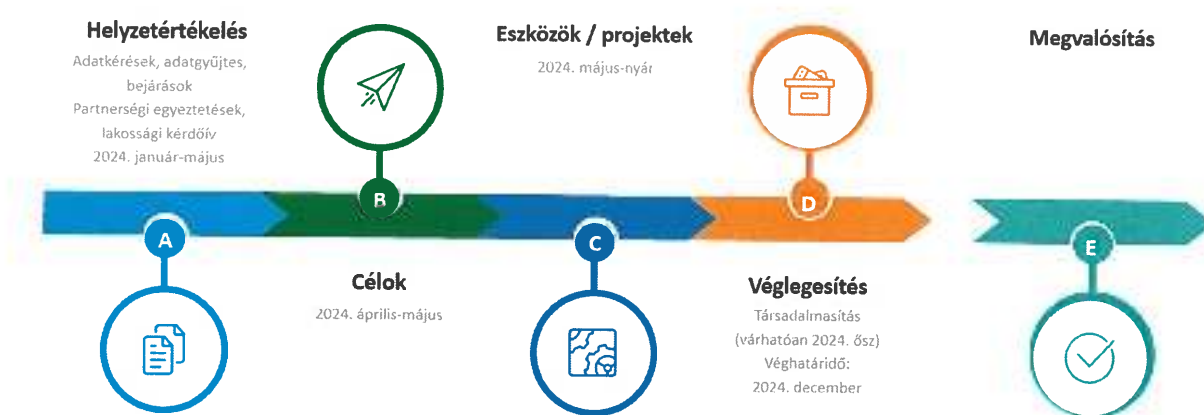 Helyzetértékelés
Adatkérések, adatgyűjtes,
bejárások
Partnerségi egyeztetések,
lakossági kérdőív
2024. január-május
A
B
Célok
2024. április-május
Eszközök / projektek
2024. május-nyár
C
D
Véglegesítés
Társadalmasítás
(várhatóan 2024. ősz)
Véghatáridő:
2024. december
Megvalósítás
E